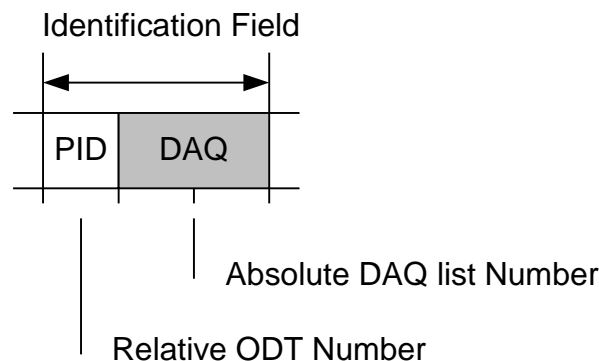 Identification Field
PID DAQ
Absolute DAQ list Number
Relative ODT Number